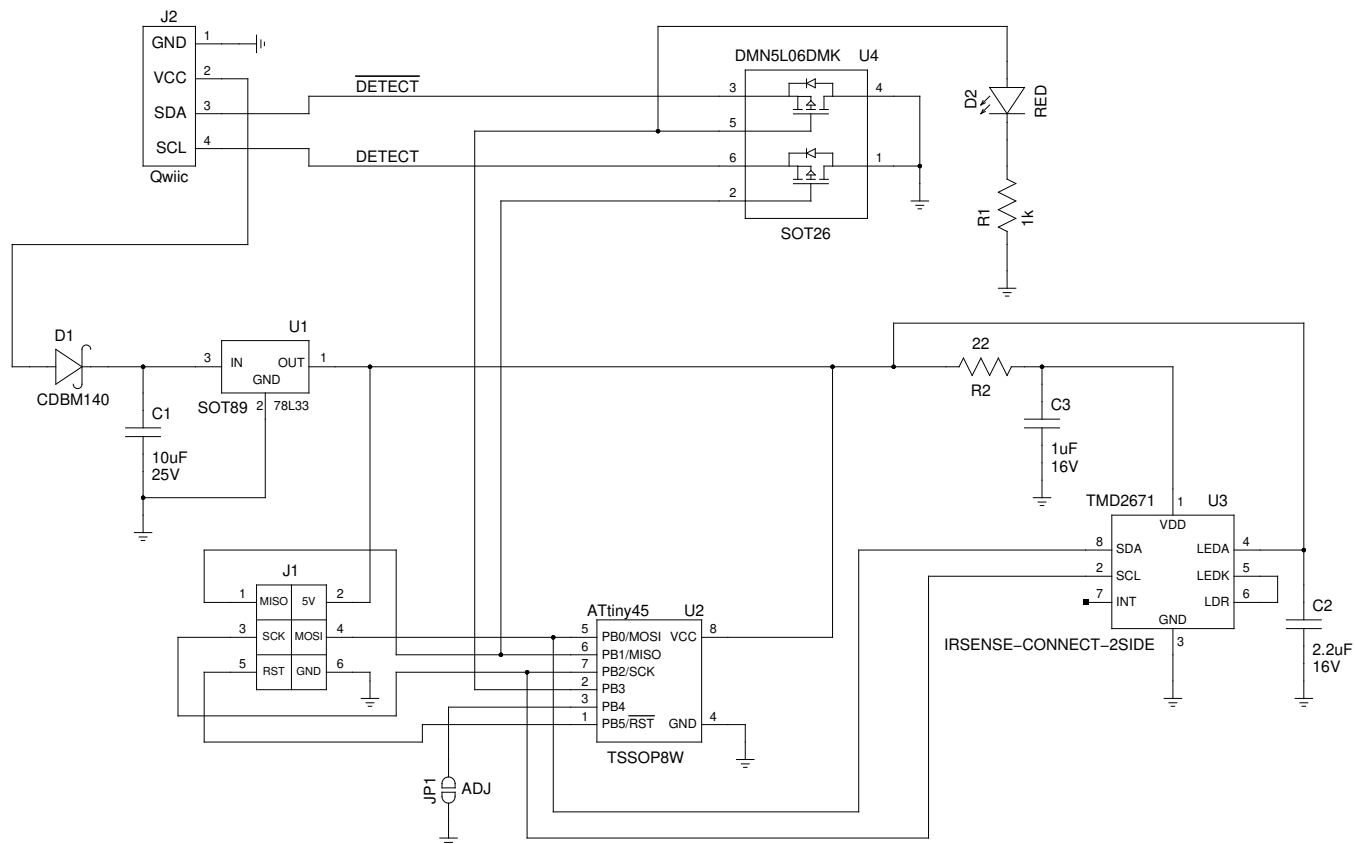 J2
GND 1
VCC 2
SDA 3
SCL 4
Qwiic
DETECT
DETECT
DMN5L06DMK U4
3 4
5
6 1
2
SOT26
D2 RED
R1 1k
D1
CDBM140
U1
3 IN OUT 1
GND
SOT89 2 78L33
C1
10uF
25V
22
R2
C3
1uF
16V
TMD2671 U3
1
VDD
8 SDA LEDA 4
2 SCL LEDK 5
7 INT LDR 6
GND
3
IRSENSE-CONNECT-2SIDE
C2
2.2uF
16V
J1
1 MISO 5V 2
3 SCK MOSI 4
5 RST GND 6
ATtiny45 U2
5 PB0/MOSI VCC 8
6 PB1/MISO
7 PB2/SCK
2 PB3
3 PB4
1 PB5/RST GND 4
TSSOP8W
JP1 ADJ